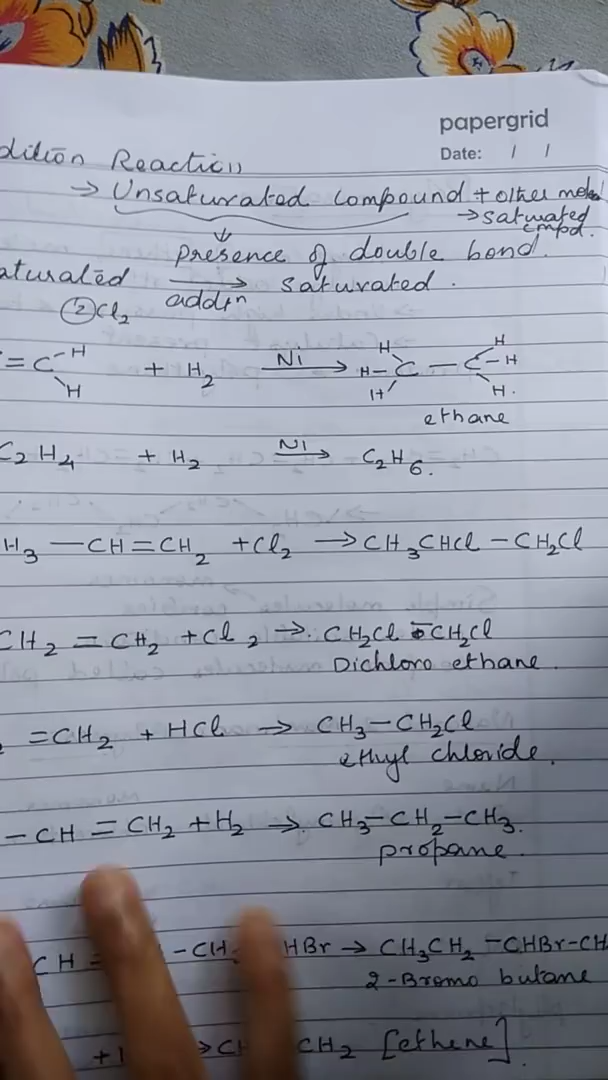 papergrid
Date: / /
dition Reaction
→ Unsaturated compound + other
→ saturated cmpd.
presence of double bond.
aturated → addtn saturated.
② Cl2
= C -H H + H2 Ni → H H- H C - C H -H H.
ethane
C2H4 + H2 Ni → C2H6.
H3 - CH = CH2 + Cl2 → CH3CHCl - CH2Cl
CH2 = CH2 + Cl2 → CH2Cl CH2Cl
Dichloro ethane
= CH2 + HCl → CH3 - CH2Cl
ethyl chloride.
- CH = CH2 + H2 → CH3 - CH2 - CH3.
propane.
CH = - CH HBr → CH3CH2 - CHBr - CH
2-Bromo butane
+ → CH CH2 [ethene].